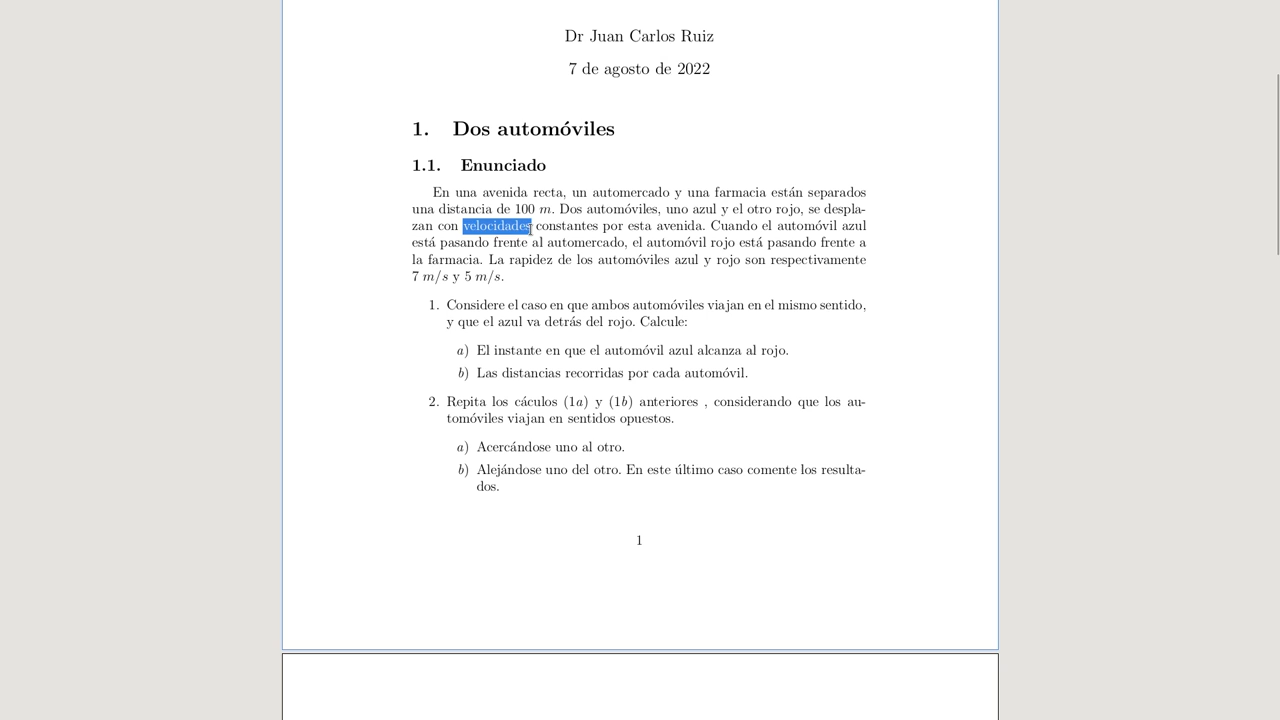 Dr Juan Carlos Ruiz
7 de agosto de 2022
1. Dos automóviles
1.1. Enunciado
En una avenida recta, un automercado y una farmacia están separados
una distancia de 100 m. Dos automóviles, uno azul y el otro rojo, se despla-
zan con velocidades constantes por esta avenida. Cuando el automóvil azul
está pasando frente al automercado, el automóvil rojo está pasando frente a
la farmacia. La rapidez de los automóviles azul y rojo son respectivamente
7 m/s y 5 m/s.
1. Considere el caso en que ambos automóviles viajan en el mismo sentido,
y que el azul va detrás del rojo. Calcule:
a) El instante en que el automóvil azul alcanza al rojo.
b) Las distancias recorridas por cada automóvil.
2. Repita los cáculos (1a) y (1b) anteriores , considerando que los au-
tomóviles viajan en sentidos opuestos.
a) Acercándose uno al otro.
b) Alejándose uno del otro. En este último caso comente los resulta-
dos.
1